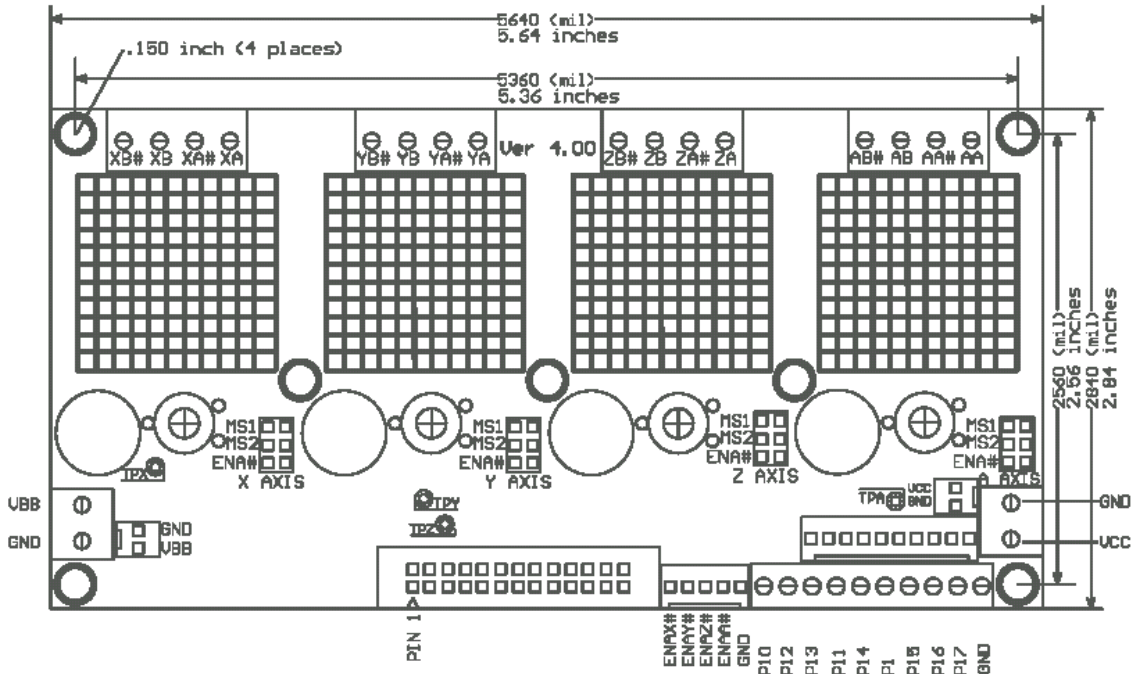 5640 (mil)
5.64 inches
.150 inch (4 places)
5360 (mil)
5.36 inches
XB# XB XA# XA
YB# YB YA# YA
Ver 4.00
ZB# ZB ZA# ZA
AB# AB AA# AA
2560 (mil)
2.56 inches
2840 (mil)
2.84 inches
MS1
MS2
ENA#
X AXIS
MS1
MS2
ENA#
Y AXIS
MS1
MS2
ENA#
Z AXIS
MS1
MS2
ENA#
A AXIS
TPX
TPY
TPZ
TPA
VCC
GND
VBB
GND
GND
VBB
GND
VCC
PIN 1
ENAX#
ENAY#
ENAZ#
ENAA#
GND
P10
P12
P13
P11
P14
P1
P15
P16
P17
GND